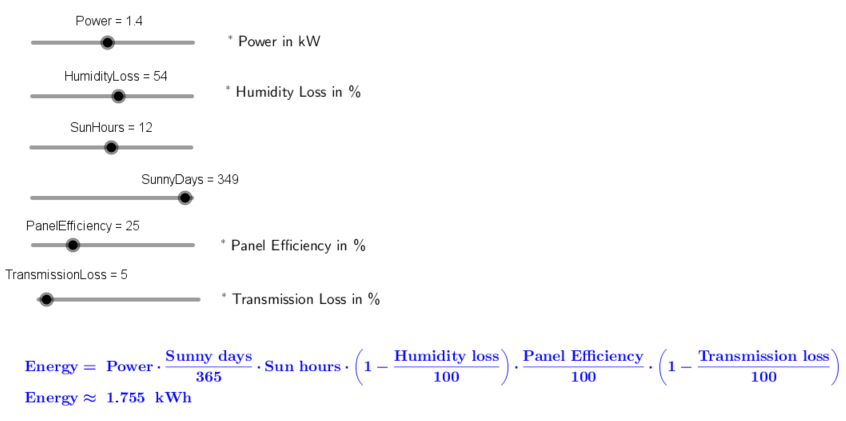 Power = 1.4
* Power in kW
HumidityLoss = 54
* Humidity Loss in %
SunHours = 12
SunnyDays = 349
PanelEfficiency = 25
* Panel Efficiency in %
TransmissionLoss = 5
* Transmission Loss in %
Energy = Power · Sunny days / 365 · Sun hours · (1 − Humidity loss / 100) · Panel Efficiency / 100 · (1 − Transmission loss / 100)
Energy ≈ 1.755 kWh